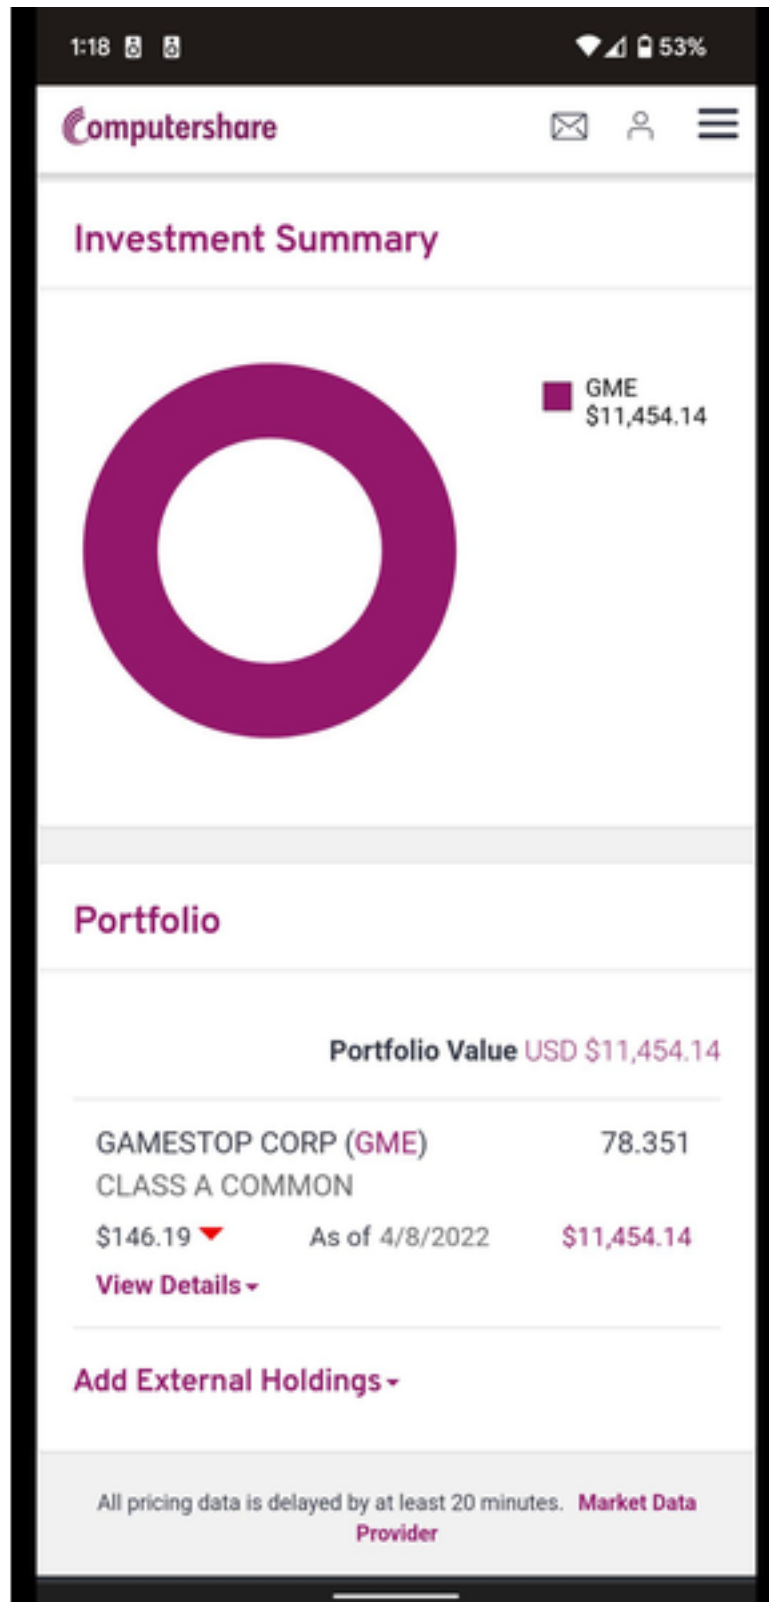 1:18 53%
Computershare
Investment Summary
GME
$11,454.14
Portfolio
Portfolio Value USD $11,454.14
GAMESTOP CORP (GME) 78.351
CLASS A COMMON
$146.19 As of 4/8/2022 $11,454.14
View Details
Add External Holdings
All pricing data is delayed by at least 20 minutes. Market Data
Provider